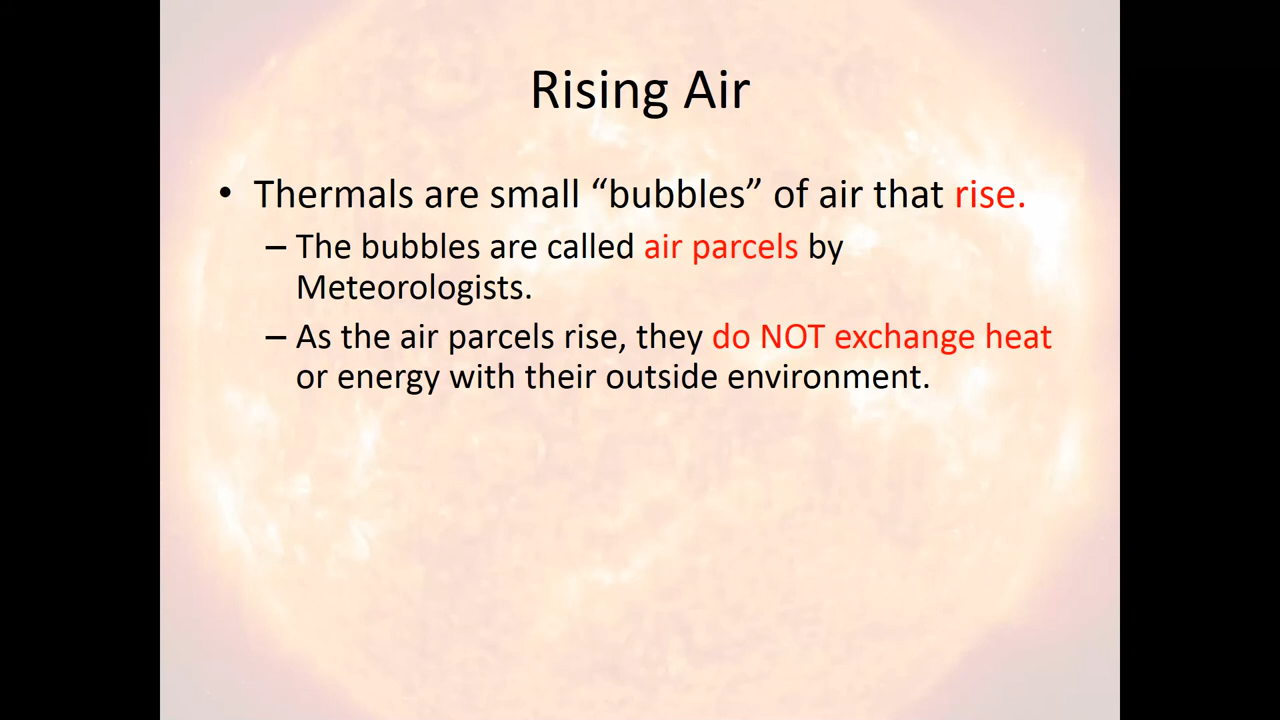 Rising Air
• Thermals are small “bubbles” of air that rise.
– The bubbles are called air parcels by
Meteorologists.
– As the air parcels rise, they do NOT exchange heat
or energy with their outside environment.